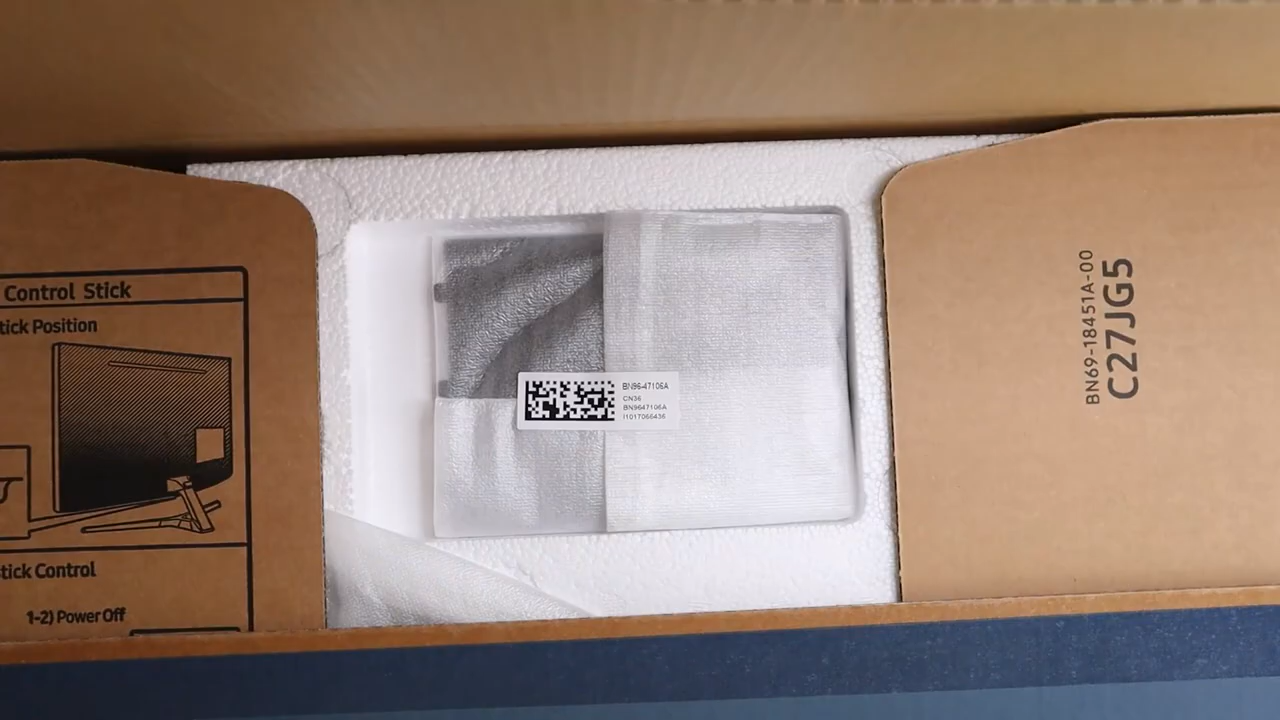 Control Stick
tick Position
tick Control
1-2) Power Off
BN96-47106A
CN36
BN9647106A
I1017066436
BN69-18451A-00
C27JG5